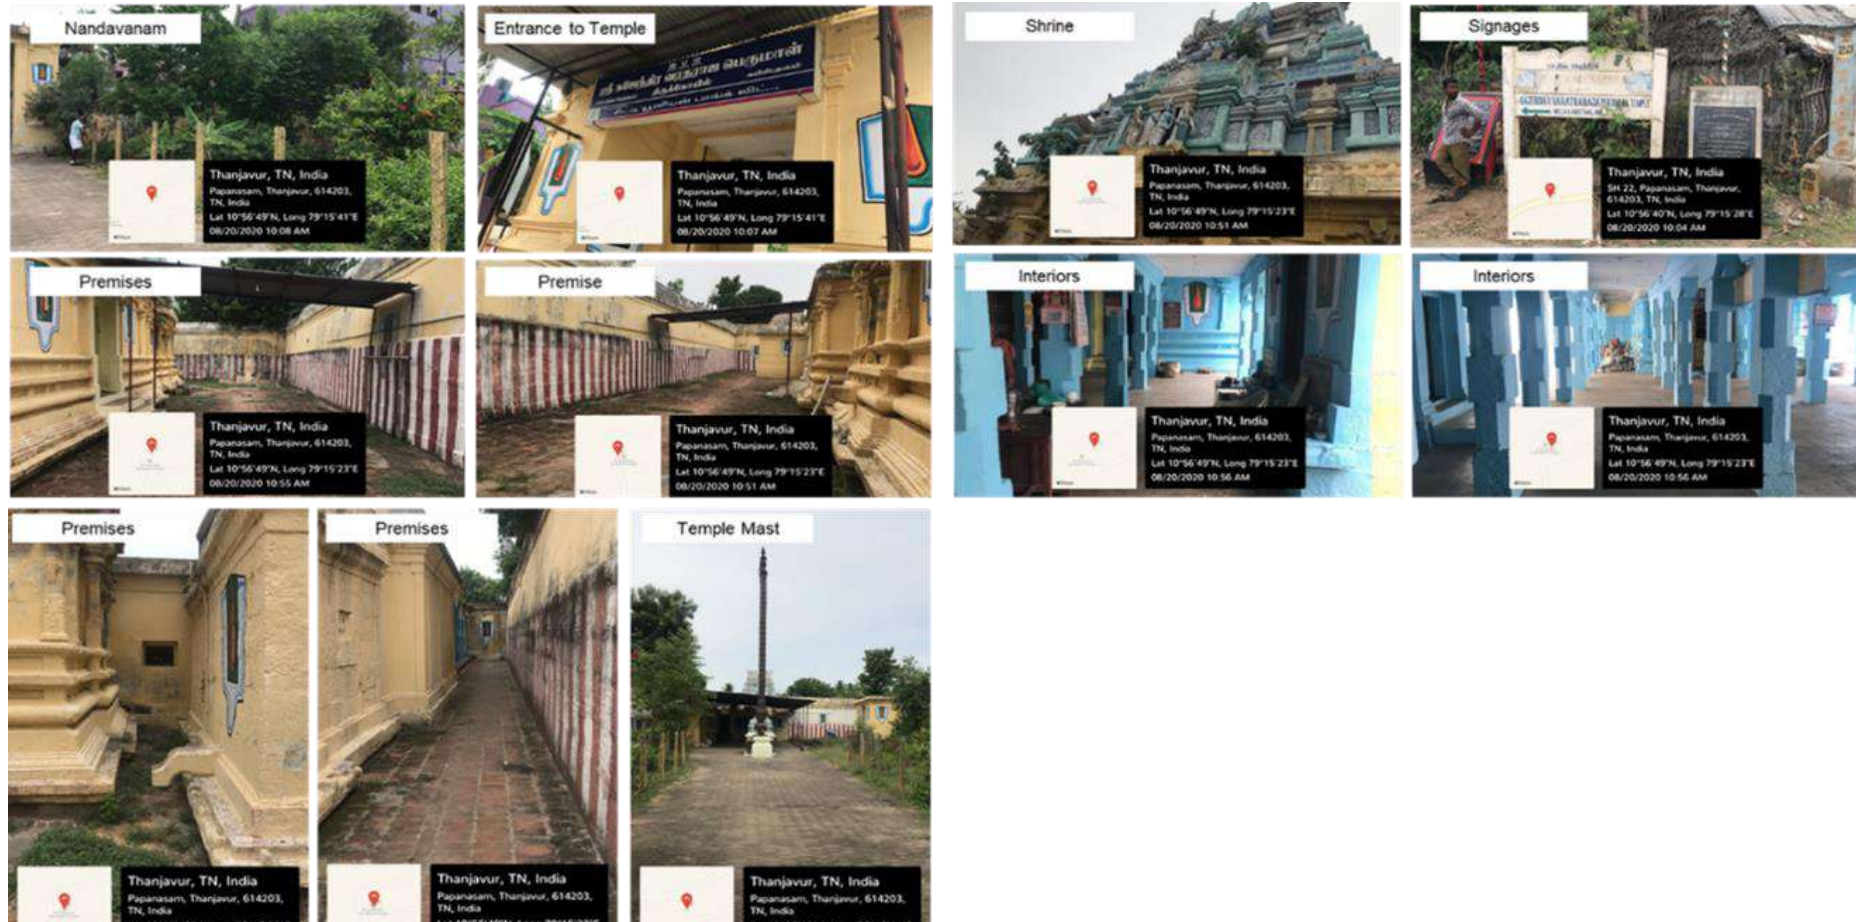 Nandavanam
Thanjavur, TN, India
Papanasam, Thanjavur, 614203,
TN, India
Lat 10°56'49"N, Long 79°15'41"E
08/20/2020 10:08 AM
Entrance to Temple
ஸ்ரீ கஜேந்திர வரதராஜ பெருமாள்
திருக்கோயில்
Thanjavur, TN, India
Papanasam, Thanjavur, 614203,
TN, India
Lat 10°56'49"N, Long 79°15'41"E
08/20/2020 10:07 AM
Shrine
Thanjavur, TN, India
Papanasam, Thanjavur, 614203,
TN, India
Lat 10°56'49"N, Long 79°15'23"E
08/20/2020 10:51 AM
Signages
Thanjavur, TN, India
SH 22, Papanasam, Thanjavur,
614203, TN, India
Lat 10°56'40"N, Long 79°15'28"E
08/20/2020 10:04 AM
Premises
Thanjavur, TN, India
Papanasam, Thanjavur, 614203,
TN, India
Lat 10°56'49"N, Long 79°15'23"E
08/20/2020 10:55 AM
Premise
Thanjavur, TN, India
Papanasam, Thanjavur, 614203,
TN, India
Lat 10°56'49"N, Long 79°15'23"E
08/20/2020 10:51 AM
Interiors
Thanjavur, TN, India
Papanasam, Thanjavur, 614203,
TN, India
Lat 10°56'49"N, Long 79°15'23"E
08/20/2020 10:56 AM
Interiors
Thanjavur, TN, India
Papanasam, Thanjavur, 614203,
TN, India
Lat 10°56'49"N, Long 79°15'23"E
08/20/2020 10:56 AM
Premises
Thanjavur, TN, India
Papanasam, Thanjavur, 614203,
TN, India
Premises
Thanjavur, TN, India
Papanasam, Thanjavur, 614203,
TN, India
Temple Mast
Thanjavur, TN, India
Papanasam, Thanjavur, 614203,
TN, India